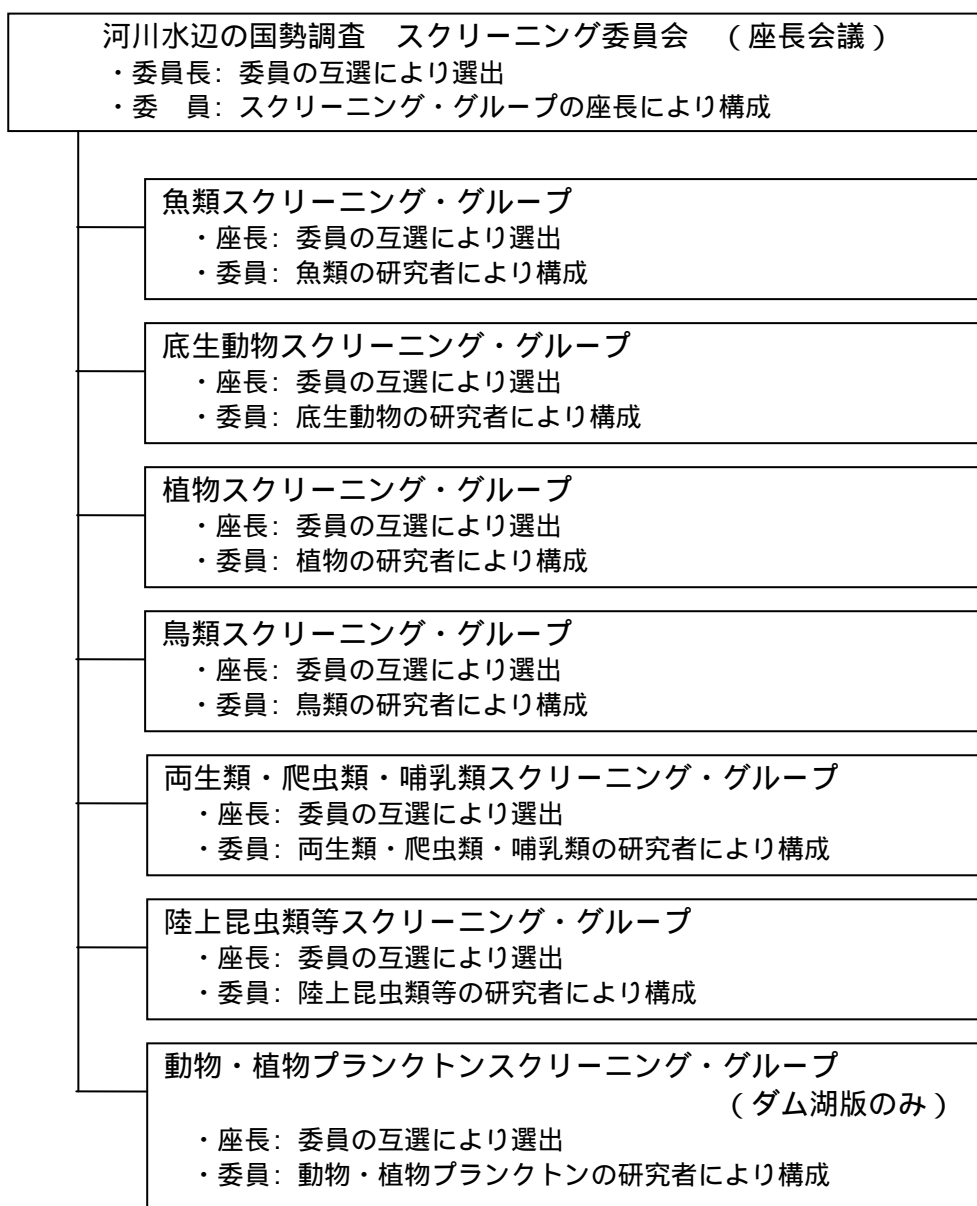 河川水辺の国勢調査　スクリーニング委員会　（座長会議）
・委員長：委員の互選により選出
・委　員：スクリーニング・グループの座長により構成
魚類スクリーニング・グループ
・座長：委員の互選により選出
・委員：魚類の研究者により構成
底生動物スクリーニング・グループ
・座長：委員の互選により選出
・委員：底生動物の研究者により構成
植物スクリーニング・グループ
・座長：委員の互選により選出
・委員：植物の研究者により構成
鳥類スクリーニング・グループ
・座長：委員の互選により選出
・委員：鳥類の研究者により構成
両生類・爬虫類・哺乳類スクリーニング・グループ
・座長：委員の互選により選出
・委員：両生類・爬虫類・哺乳類の研究者により構成
陸上昆虫類等スクリーニング・グループ
・座長：委員の互選により選出
・委員：陸上昆虫類等の研究者により構成
動物・植物プランクトンスクリーニング・グループ
（ダム湖版のみ）
・座長：委員の互選により選出
・委員：動物・植物プランクトンの研究者により構成